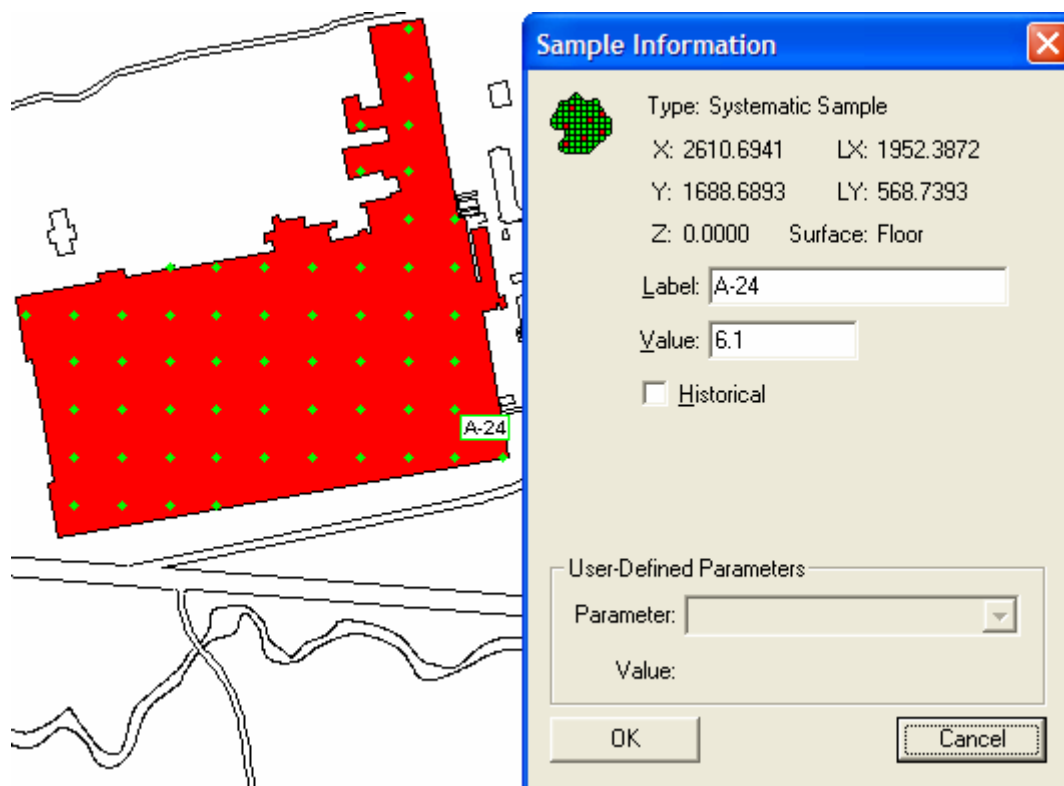 A-24
Sample Information
Type: Systematic Sample
X: 2610.6941 LX: 1952.3872
Y: 1688.6893 LY: 568.7393
Z: 0.0000 Surface: Floor
Label: A-24
Value: 6.1
Historical
User-Defined Parameters
Parameter:
Value:
OK Cancel